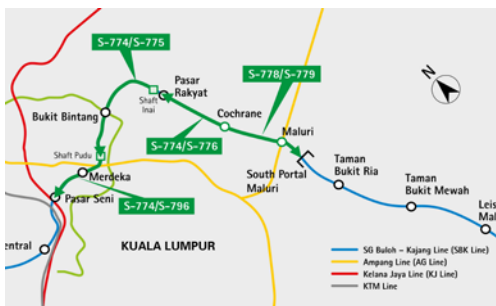 S-774/S-775
Pasar
Rakyat
Shaft
Inai
S-778/S-779
N
Bukit Bintang
Cochrane
Maluri
Shaft Pudu
S-774/S-776
Merdeka
South Portal
Maluri
Taman
Bukit Ria
Pasar Seni
S-774/S-796
Taman
Bukit Mewah
Leis
Mal
entral
KUALA LUMPUR
SG Buloh – Kajang Line (SBK Line)
Ampang Line (AG Line)
Kelana Jaya Line (KJ Line)
KTM Line